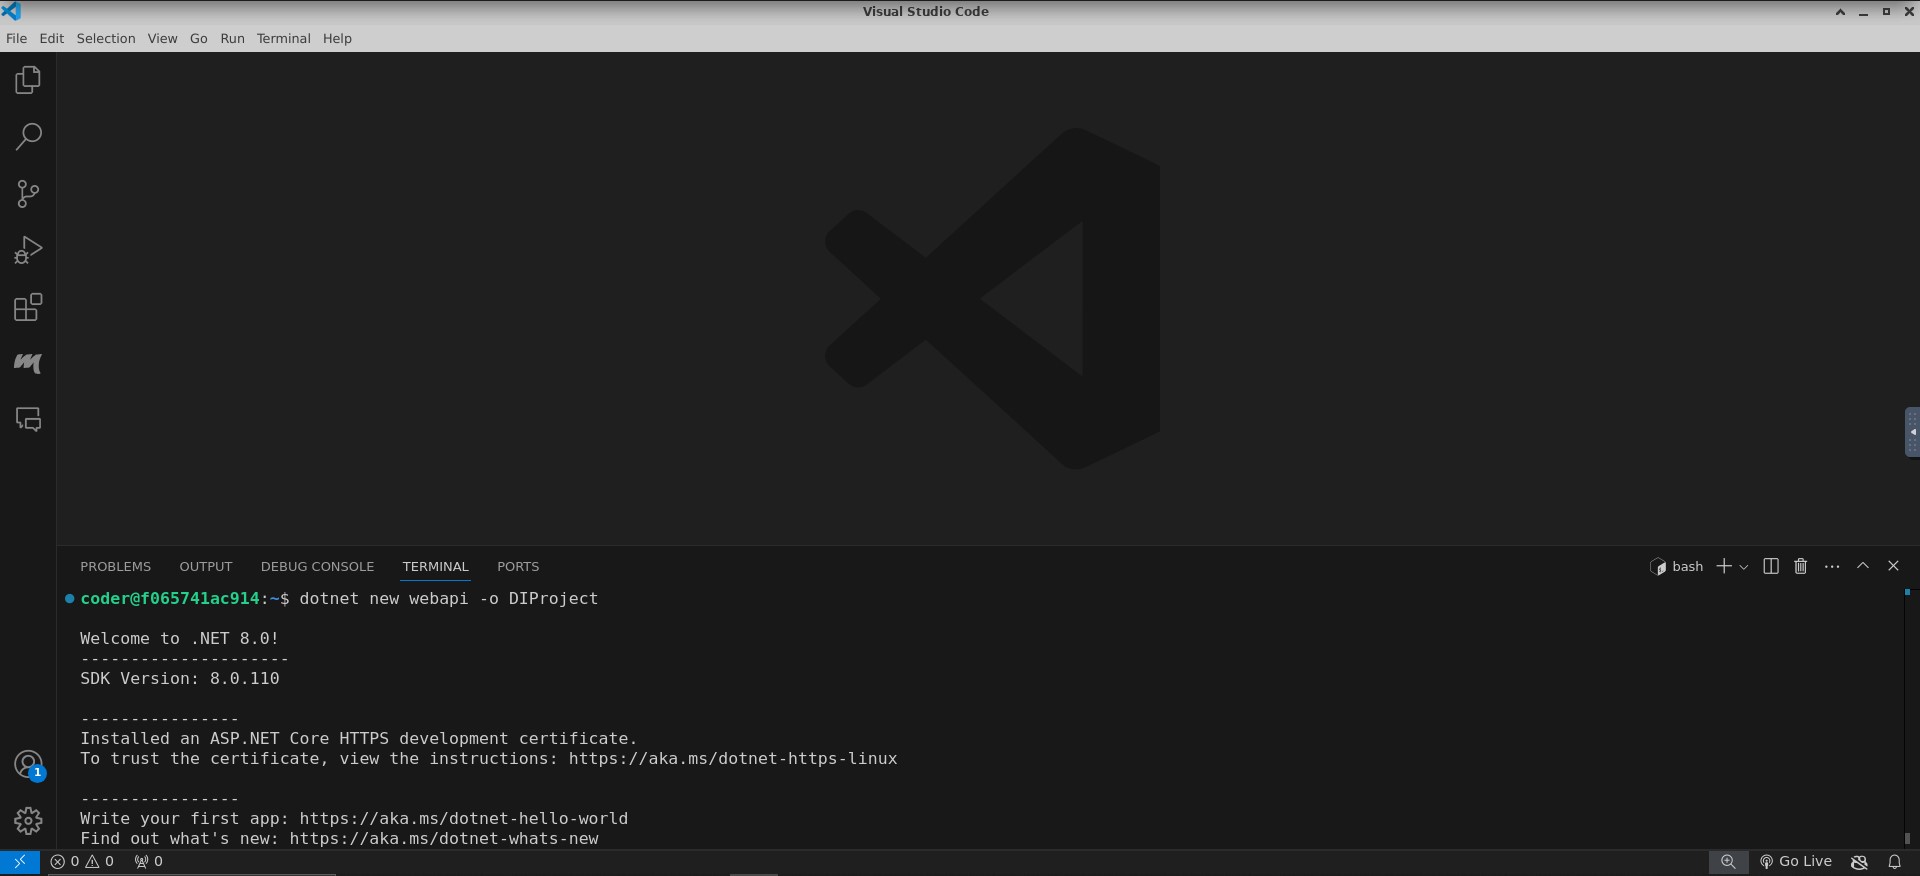 Visual Studio Code
File Edit Selection View Go Run Terminal Help
PROBLEMS OUTPUT DEBUG CONSOLE TERMINAL PORTS bash
coder@f065741ac914:~$ dotnet new webapi -o DIProject
Welcome to .NET 8.0!
---------------------
SDK Version: 8.0.110
----------------
Installed an ASP.NET Core HTTPS development certificate.
To trust the certificate, view the instructions: https://aka.ms/dotnet-https-linux
----------------
Write your first app: https://aka.ms/dotnet-hello-world
Find out what's new: https://aka.ms/dotnet-whats-new
1
0 0 0 Go Live